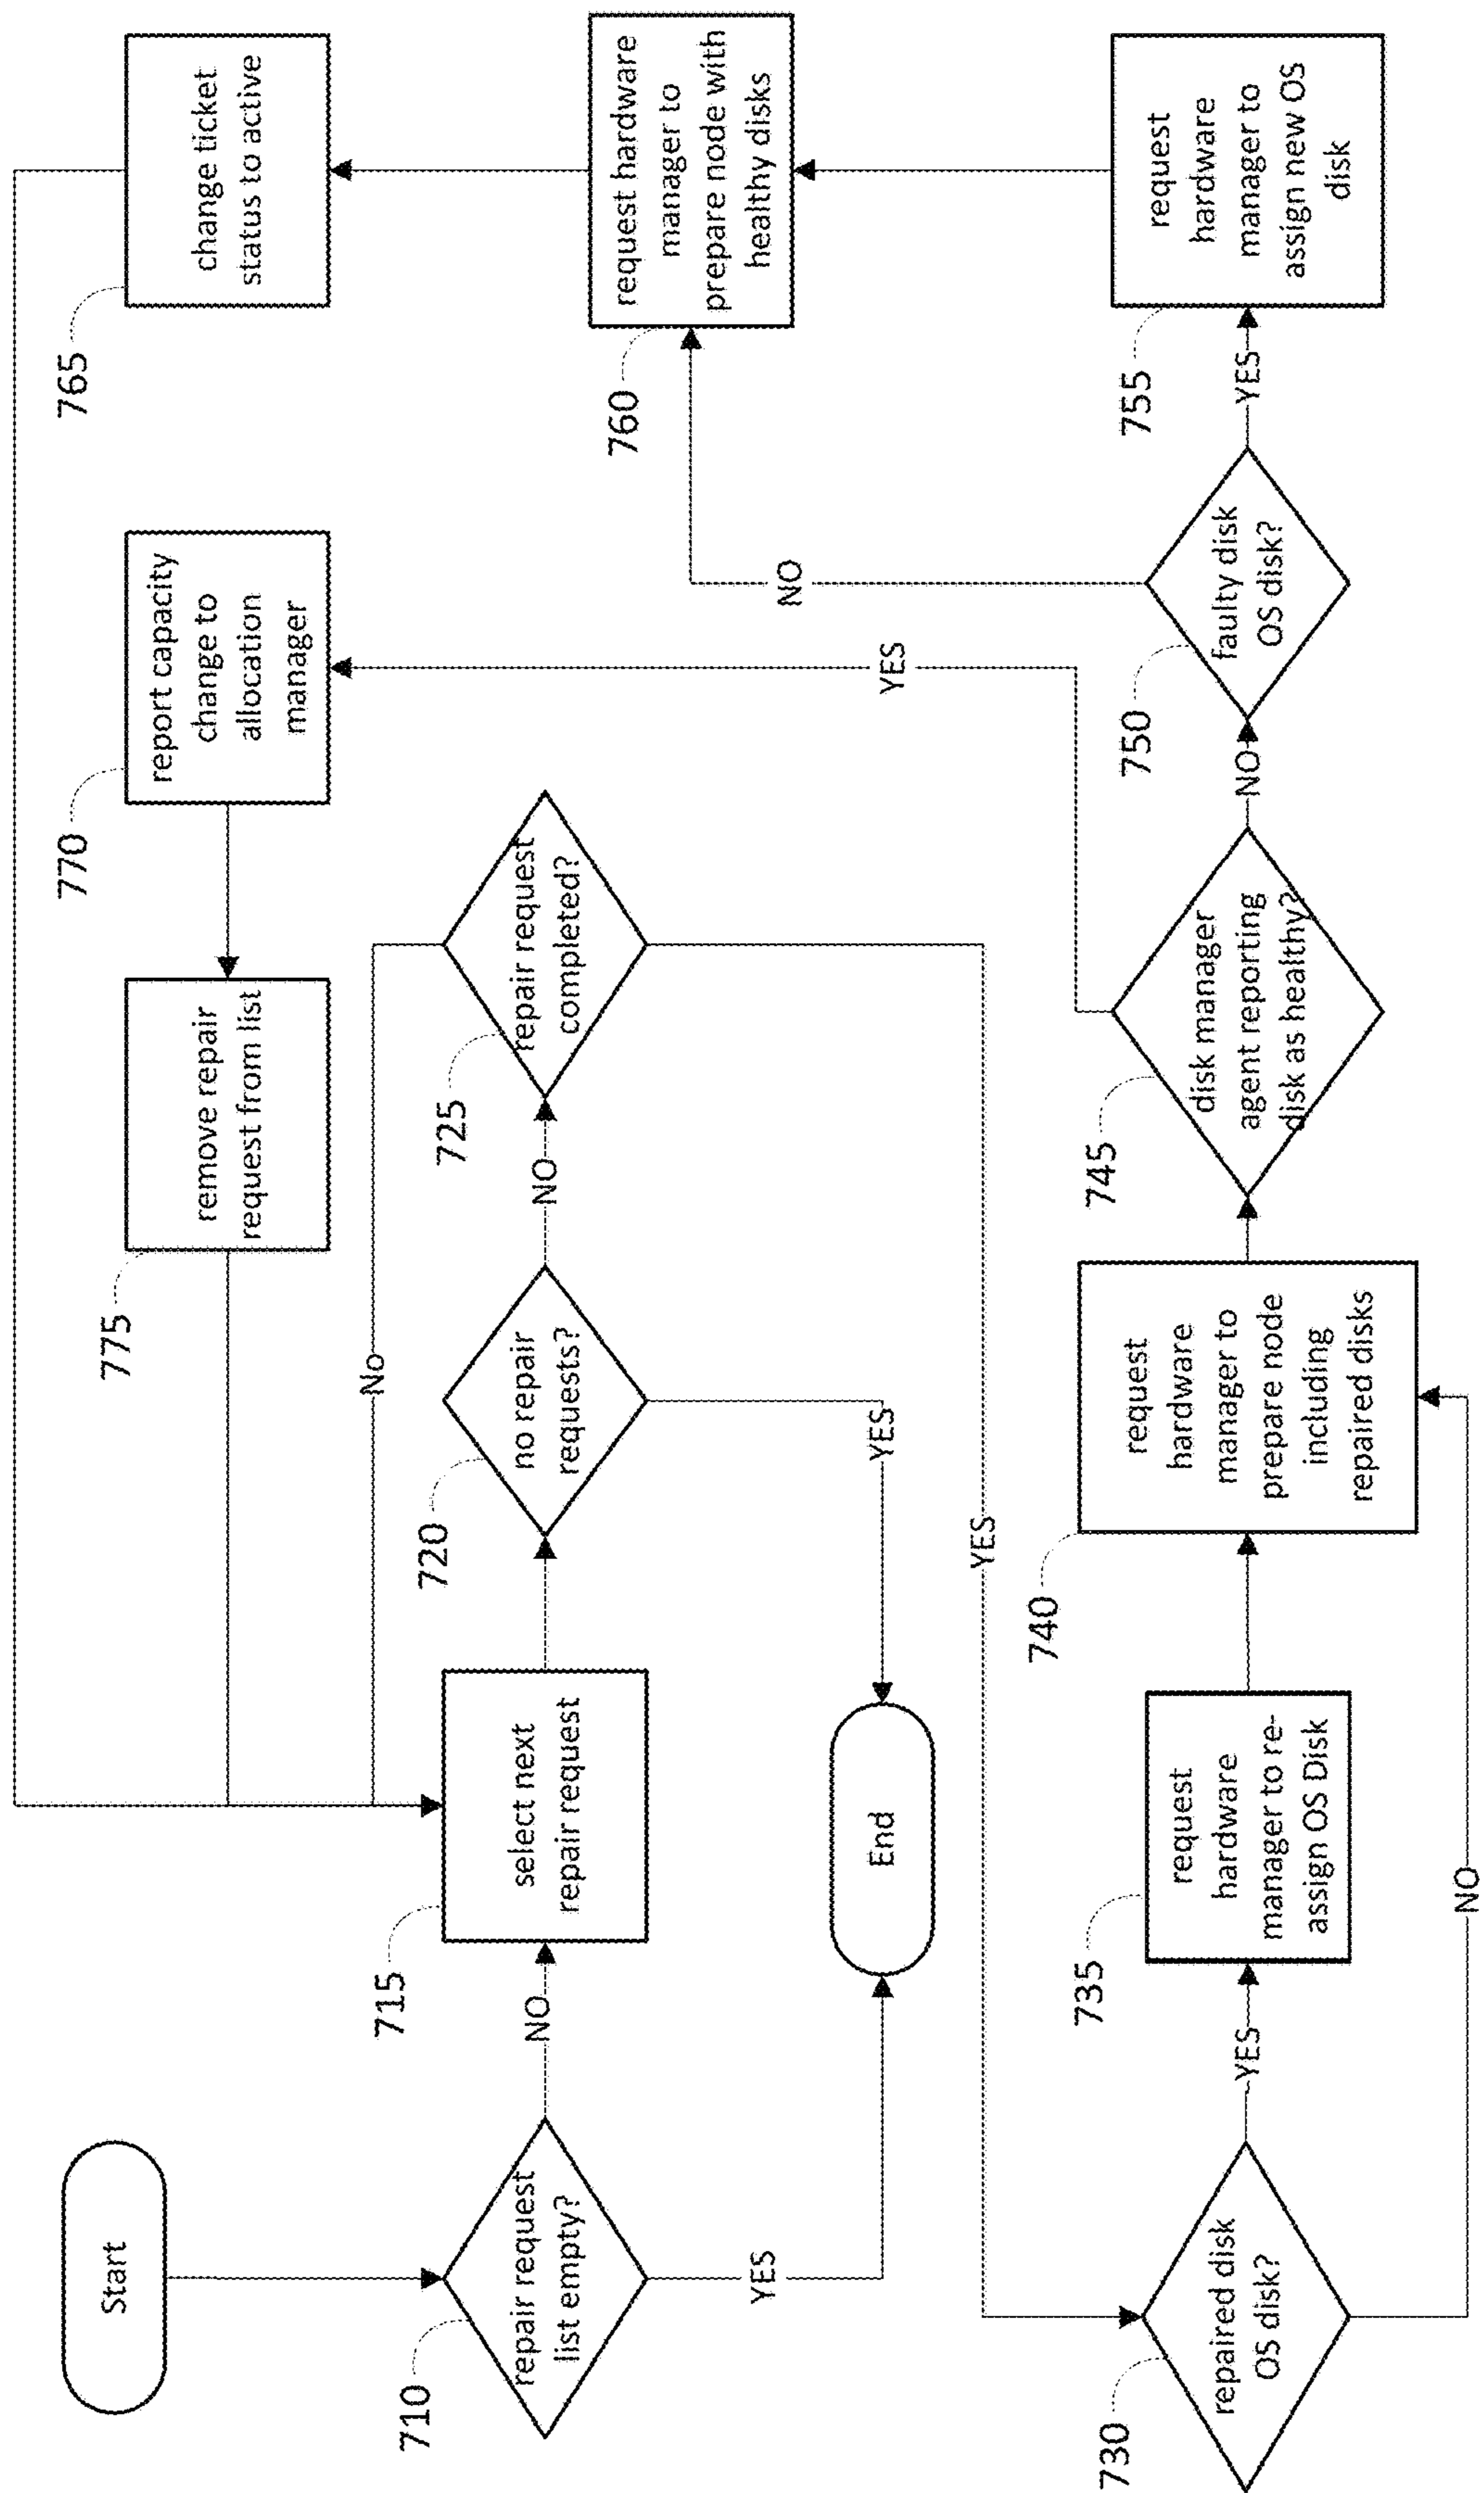 Start
710
repair request
list empty?
NO
YES
715
select next
repair request
End
720
no repair
requests?
NO
YES
725
repair request
completed?
No
YES
730
repaired disk
OS disk?
YES
NO
735
request
hardware
manager to re-
assign OS Disk
740
request
hardware
manager to
prepare node
including
repaired disks
745
disk manager
agent reporting
disk as healthy?
NO
YES
750
faulty disk
OS disk?
YES
NO
755
request
hardware
manager to
assign new OS
disk
760
request hardware
manager to
prepare node with
healthy disks
765
change ticket
status to active
770
report capacity
change to
allocation
manager
775
remove repair
request from list